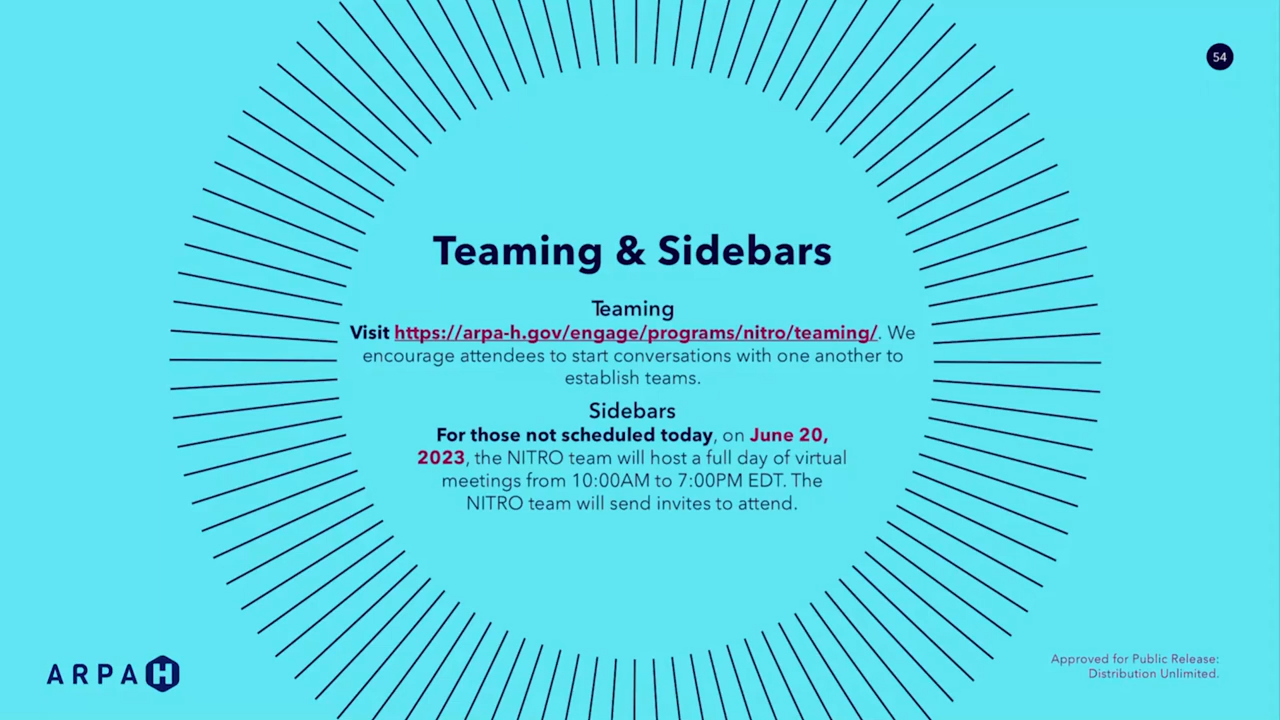 54
Teaming & Sidebars
Teaming
Visit https://arpa-h.gov/engage/programs/nitro/teaming/. We
encourage attendees to start conversations with one another to
establish teams.
Sidebars
For those not scheduled today, on June 20,
2023, the NITRO team will host a full day of virtual
meetings from 10:00AM to 7:00PM EDT. The
NITRO team will send invites to attend.
ARPA H
Approved for Public Release:
Distribution Unlimited.